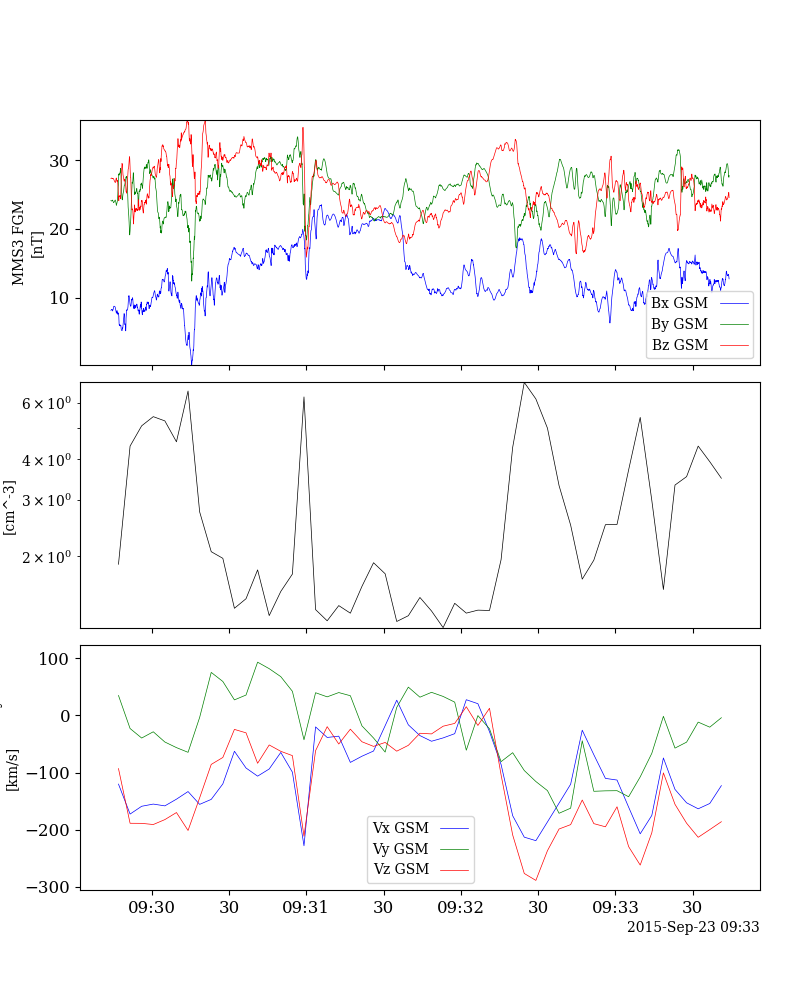 MMS3 FGM
[nT]
30
20
10
Bx GSM
By GSM
Bz GSM
[cm^-3]
6 × 10⁰
4 × 10⁰
3 × 10⁰
2 × 10⁰
[km/s]
100
0
−100
−200
−300
Vx GSM
Vy GSM
Vz GSM
09:30 30 09:31 30 09:32 30 09:33 30
2015-Sep-23 09:33